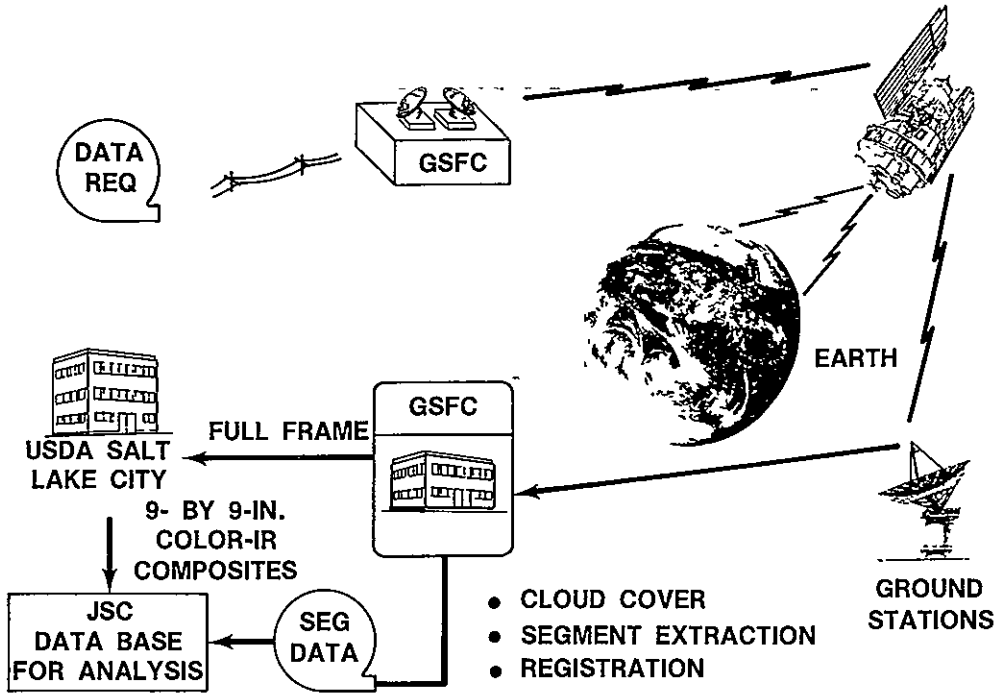 DATA
REQ
GSFC
EARTH
GSFC
FULL FRAME
USDA SALT
LAKE CITY
9- BY 9-IN.
COLOR-IR
COMPOSITES
JSC
DATA BASE
FOR ANALYSIS
SEG
DATA
● CLOUD COVER
● SEGMENT EXTRACTION
● REGISTRATION
GROUND
STATIONS